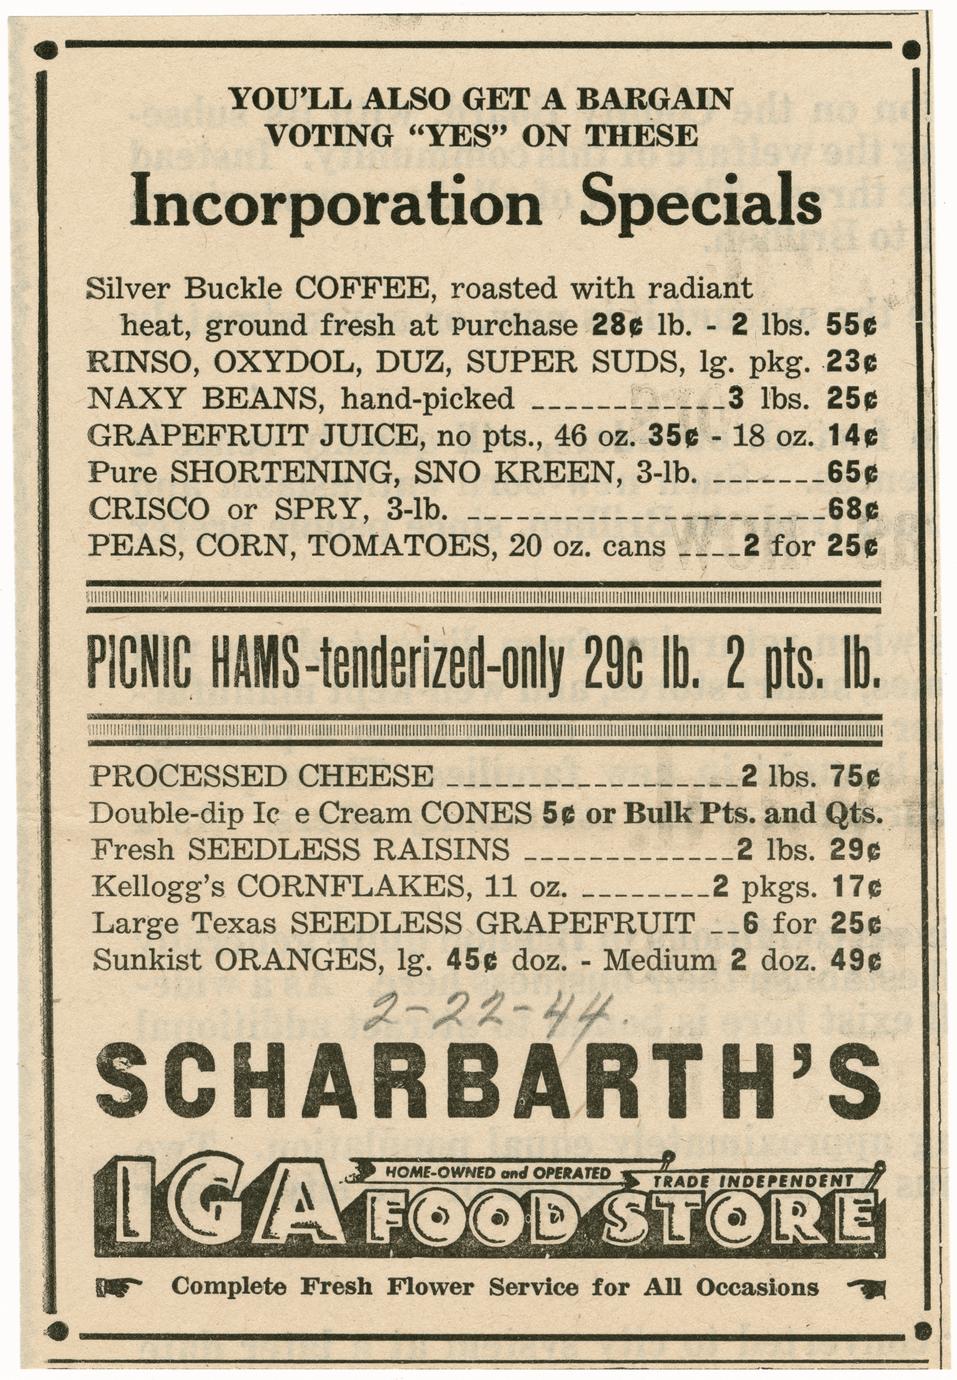 YOU'LL ALSO GET A BARGAIN
VOTING "YES" ON THESE
Incorporation Specials
Silver Buckle COFFEE, roasted with radiant
heat, ground fresh at purchase 28¢ lb. - 2 lbs. 55¢
RINSO, OXYDOL, DUZ, SUPER SUDS, lg. pkg. 23¢
NAXY BEANS, hand-picked ____________3 lbs. 25¢
GRAPEFRUIT JUICE, no pts., 46 oz. 35¢ - 18 oz. 14¢
Pure SHORTENING, SNO KREEN, 3-lb. _______65¢
CRISCO or SPRY, 3-lb. ______________________68¢
PEAS, CORN, TOMATOES, 20 oz. cans ____2 for 25¢
PICNIC HAMS-tenderized-only 29c lb. 2 pts. lb.
PROCESSED CHEESE __________________2 lbs. 75¢
Double-dip Ic e Cream CONES 5¢ or Bulk Pts. and Qts.
Fresh SEEDLESS RAISINS _____________2 lbs. 29¢
Kellogg's CORNFLAKES, 11 oz. ________2 pkgs. 17¢
Large Texas SEEDLESS GRAPEFRUIT __6 for 25¢
Sunkist ORANGES, lg. 45¢ doz. - Medium 2 doz. 49¢
2-22-44.
SCHARBARTH'S
HOME-OWNED and OPERATED
TRADE INDEPENDENT
IGA FOOD STORE
Complete Fresh Flower Service for All Occasions